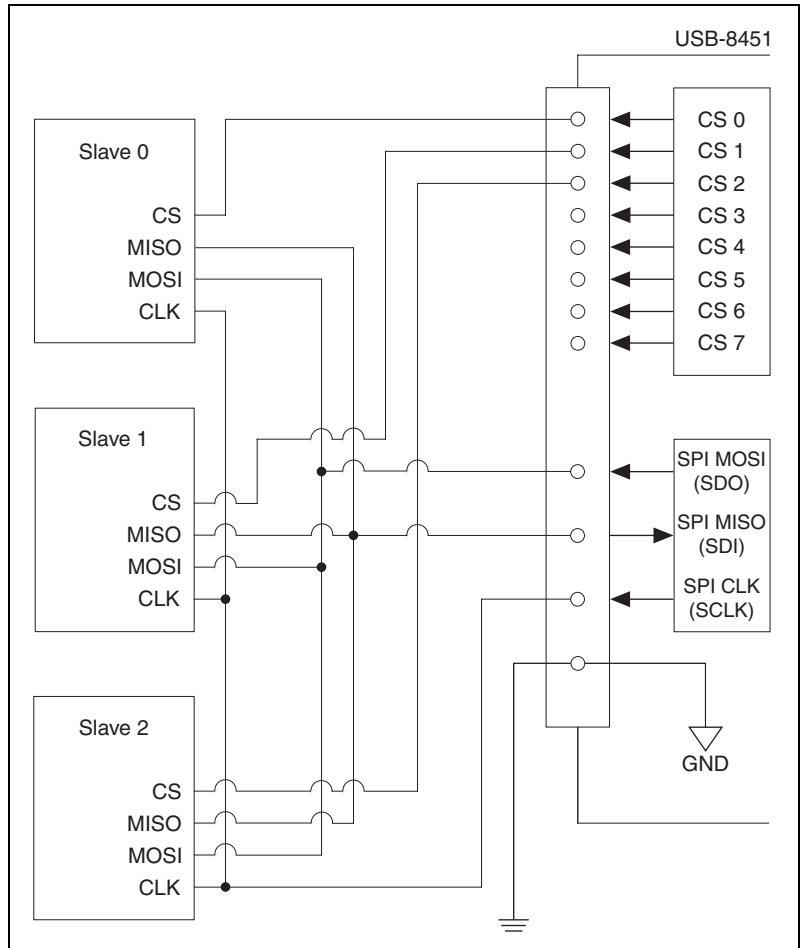 USB-8451
Slave 0
CS
MISO
MOSI
CLK
Slave 1
CS
MISO
MOSI
CLK
Slave 2
CS
MISO
MOSI
CLK
CS 0
CS 1
CS 2
CS 3
CS 4
CS 5
CS 6
CS 7
SPI MOSI
(SDO)
SPI MISO
(SDI)
SPI CLK
(SCLK)
GND